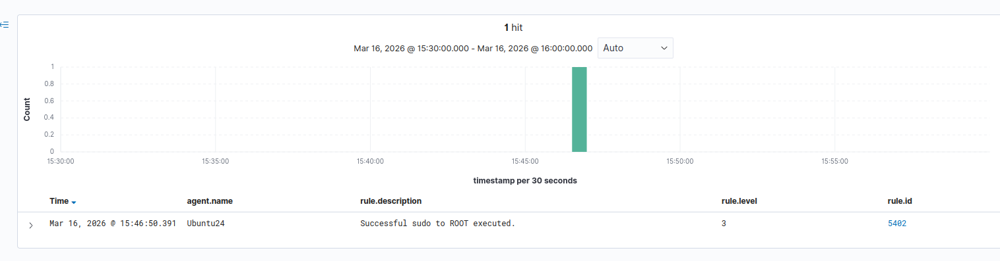 1 hit
Mar 16, 2026 @ 15:30:00.000 - Mar 16, 2026 @ 16:00:00.000 Auto
Count
1
0.8
0.6
0.4
0.2
0
15:30:00 15:35:00 15:40:00 15:45:00 15:50:00 15:55:00
timestamp per 30 seconds
Time agent.name rule.description rule.level rule.id
Mar 16, 2026 @ 15:46:50.391 Ubuntu24 Successful sudo to ROOT executed. 3 5402